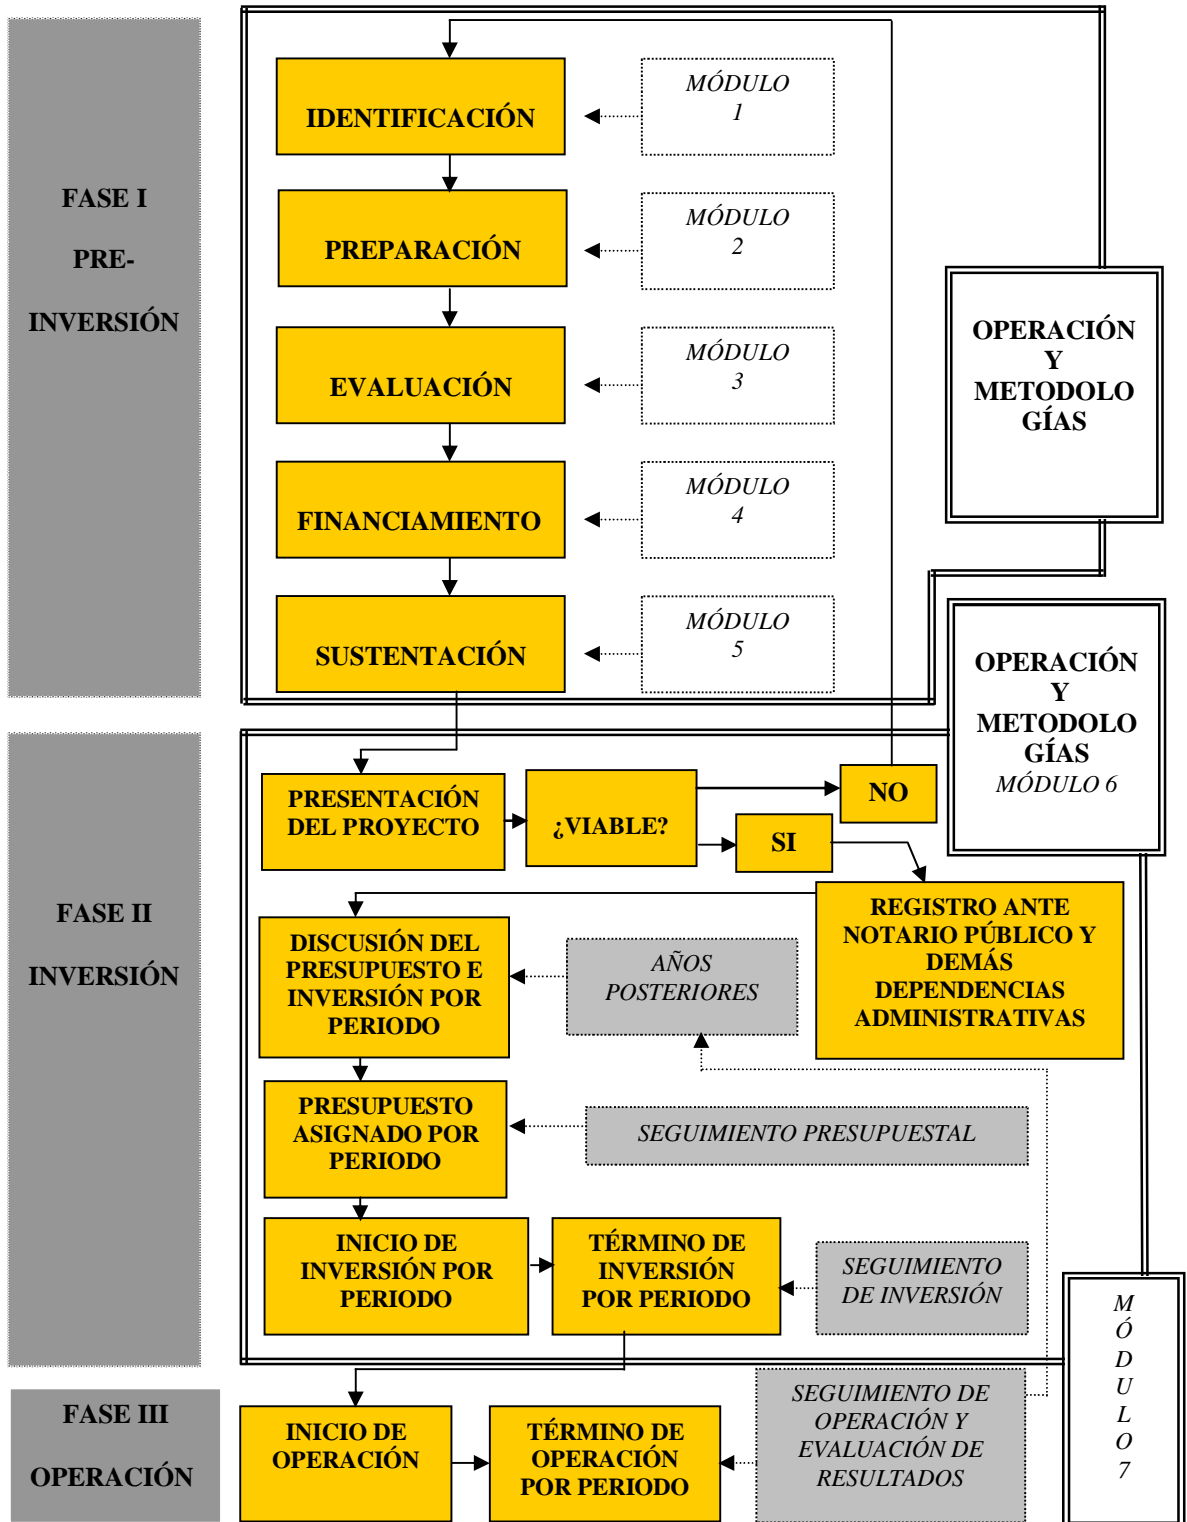 FASE I
PRE-
INVERSIÓN
IDENTIFICACIÓN
MÓDULO
1
PREPARACIÓN
MÓDULO
2
EVALUACIÓN
MÓDULO
3
FINANCIAMIENTO
MÓDULO
4
SUSTENTACIÓN
MÓDULO
5
OPERACIÓN
Y
METODOLO
GÍAS
OPERACIÓN
Y
METODOLO
GÍAS
MÓDULO 6
FASE II
INVERSIÓN
PRESENTACIÓN
DEL PROYECTO
¿VIABLE?
NO
SI
REGISTRO ANTE
NOTARIO PÚBLICO Y
DEMÁS
DEPENDENCIAS
ADMINISTRATIVAS
DISCUSIÓN DEL
PRESUPUESTO E
INVERSIÓN POR
PERIODO
AÑOS
POSTERIORES
PRESUPUESTO
ASIGNADO POR
PERIODO
SEGUIMIENTO PRESUPUESTAL
INICIO DE
INVERSIÓN POR
PERIODO
TÉRMINO DE
INVERSIÓN
POR PERIODO
SEGUIMIENTO
DE INVERSIÓN
M
Ó
D
U
L
O
7
FASE III
OPERACIÓN
INICIO DE
OPERACIÓN
TÉRMINO DE
OPERACIÓN
POR PERIODO
SEGUIMIENTO DE
OPERACIÓN Y
EVALUACIÓN DE
RESULTADOS